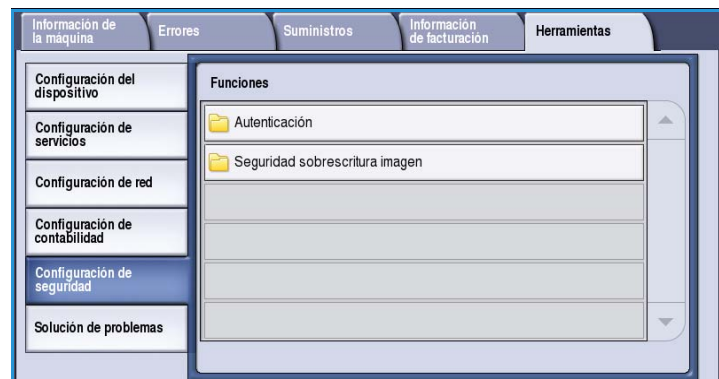 Información de
la máquina
Errores
Suministros
Información
de facturación
Herramientas
Configuración del
dispositivo
Configuración de
servicios
Configuración de red
Configuración de
contabilidad
Configuración de
seguridad
Solución de problemas
Funciones
Autenticación
Seguridad sobrescritura imagen